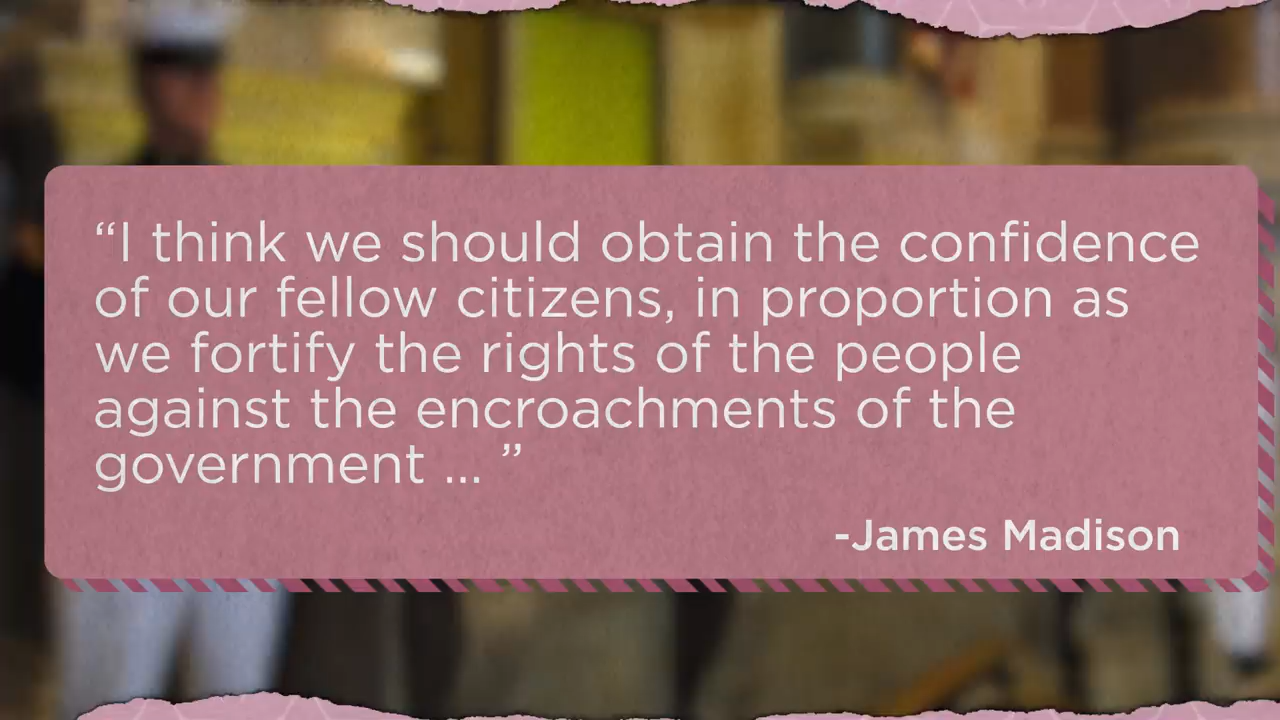 “I think we should obtain the confidence
of our fellow citizens, in proportion as
we fortify the rights of the people
against the encroachments of the
government ... ”
-James Madison